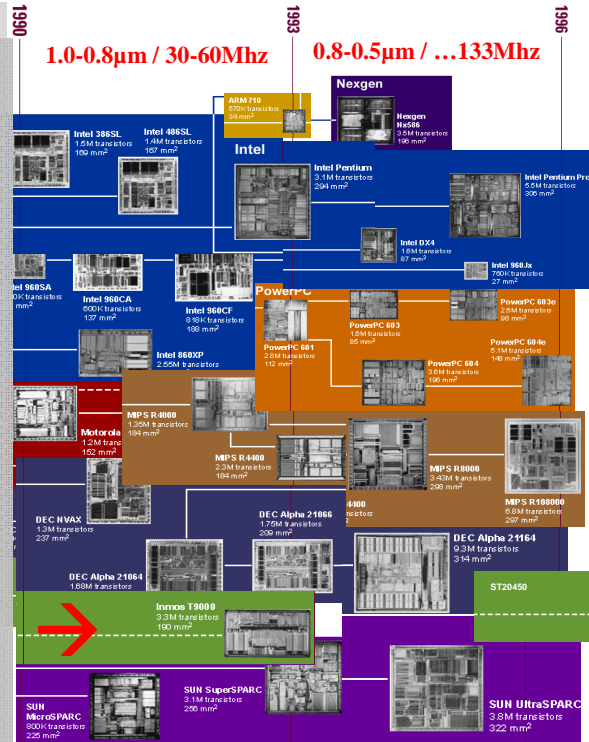 1990
1993
1996
1.0-0.8µm / 30-60Mhz
0.8-0.5µm / …133Mhz
ARM 710
570K transistors
34 mm²
Nexgen
Nexgen
Nx586
3.5M transistors
196 mm²
Intel 386SL
1.5M transistors
169 mm²
Intel 486SL
1.4M transistors
167 mm²
Intel
Intel Pentium
3.1M transistors
294 mm²
Intel Pentium Pro
5.5M transistors
306 mm²
Intel DX4
1.6M transistors
87 mm²
Intel 960Jx
760K transistors
27 mm²
Intel 960SA
0K transistors
mm²
Intel 960CA
600K transistors
137 mm²
Intel 960CF
818K transistors
188 mm²
Intel 860XP
2.55M transistors
PowerPC
PowerPC 601
2.8M transistors
112 mm²
PowerPC 603
1.6M transistors
85 mm²
PowerPC 603e
2.6M transistors
98 mm²
PowerPC 604
3.6M transistors
196 mm²
PowerPC 604e
5.1M transistors
148 mm²
Motorola
1.2M trans
152 mm²
MIPS R4000
1.35M transistors
184 mm²
MIPS R4400
2.3M transistors
184 mm²
MIPS R8000
3.43M transistors
298 mm²
MIPS R108000
6.8M transistors
297 mm²
4400
nsistors
DEC NVAX
1.3M transistors
237 mm²
DEC Alpha 21064
1.68M transistors
DEC Alpha 21066
1.75M transistors
209 mm²
DEC Alpha 21164
9.3M transistors
314 mm²
ST20450
Inmos T9000
3.3M transistors
190 mm²
SUN
MicroSPARC
800K transistors
225 mm²
SUN SuperSPARC
3.1M transistors
256 mm²
SUN UltraSPARC
3.8M transistors
322 mm²